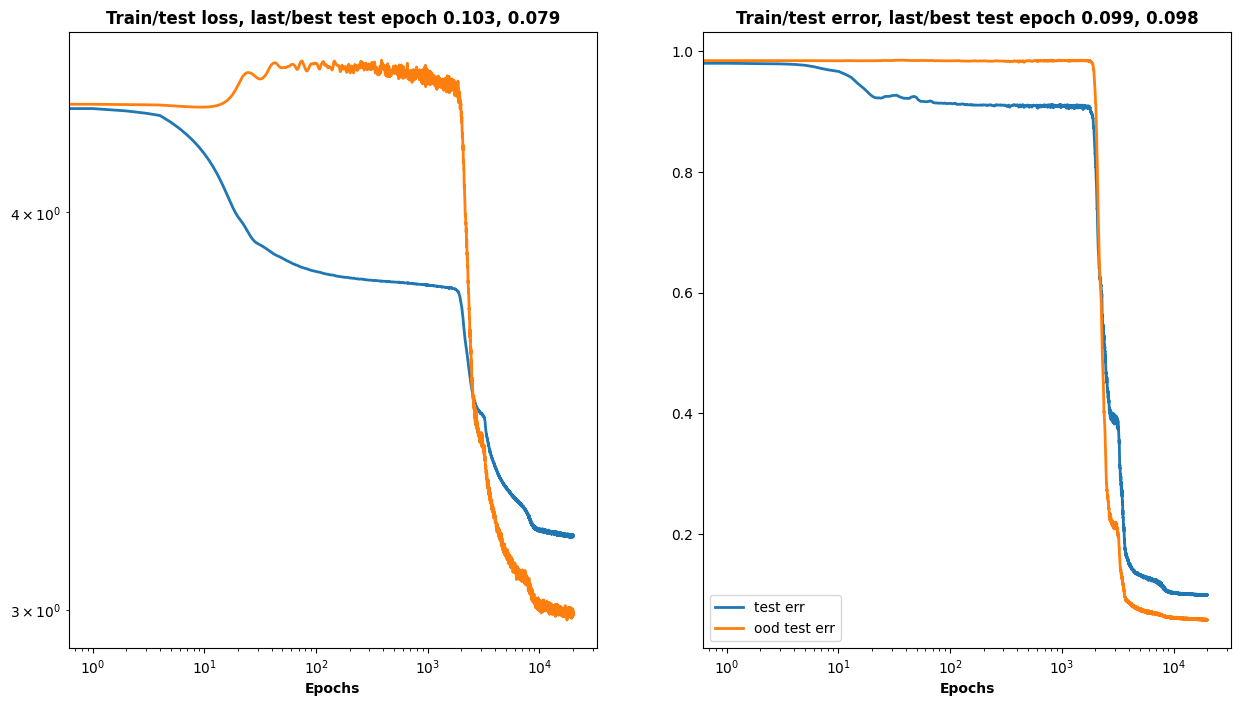 Train/test loss, last/best test epoch 0.103, 0.079
4 × 10⁰
3 × 10⁰
10⁰ 10¹ 10² 10³ 10⁴
Epochs
Train/test error, last/best test epoch 0.099, 0.098
1.0
0.8
0.6
0.4
0.2
test err
ood test err
10⁰ 10¹ 10² 10³ 10⁴
Epochs